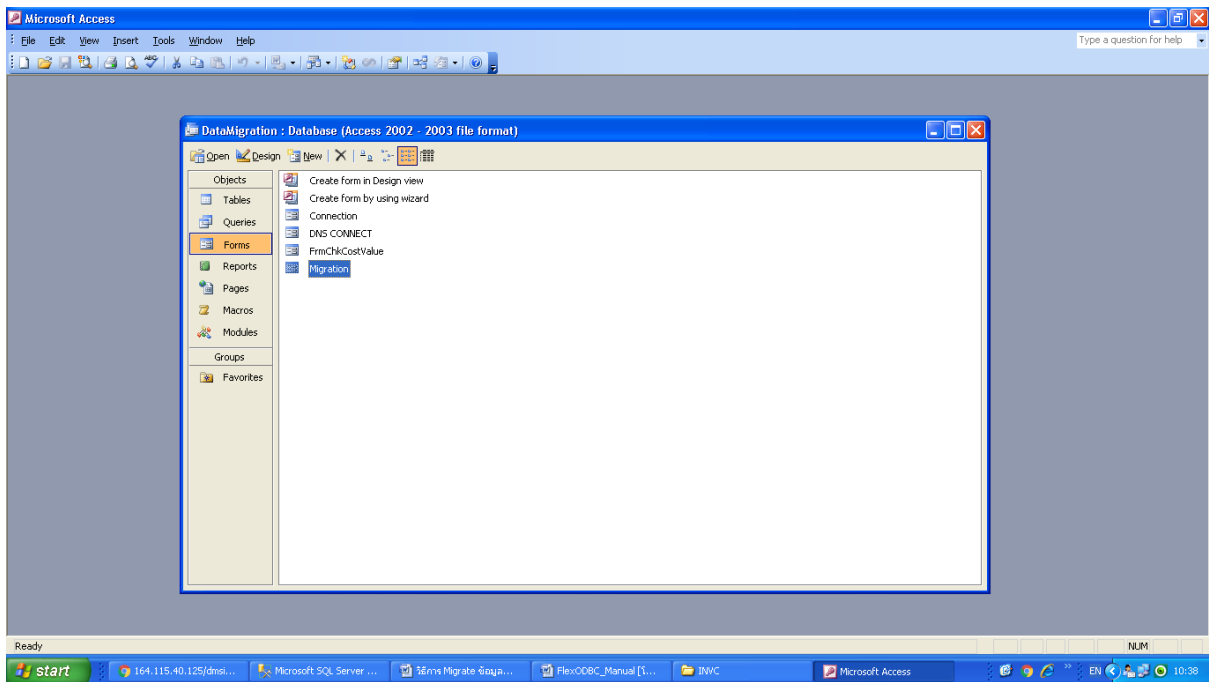 Microsoft Access
File Edit View Insert Tools Window Help
Type a question for help
DataMigration : Database (Access 2002 - 2003 file format)
Open Design New
Objects
Tables
Queries
Forms
Reports
Pages
Macros
Modules
Groups
Favorites
Create form in Design view
Create form by using wizard
Connection
DNS CONNECT
FrmChkCostValue
Migration
Ready
NUM
start
164.115.40.125/dmsi...
Microsoft SQL Server ...
วิธีการ Migrate ข้อมูล...
FlexODBC_Manual [โ...
INVC
Microsoft Access
EN
10:38